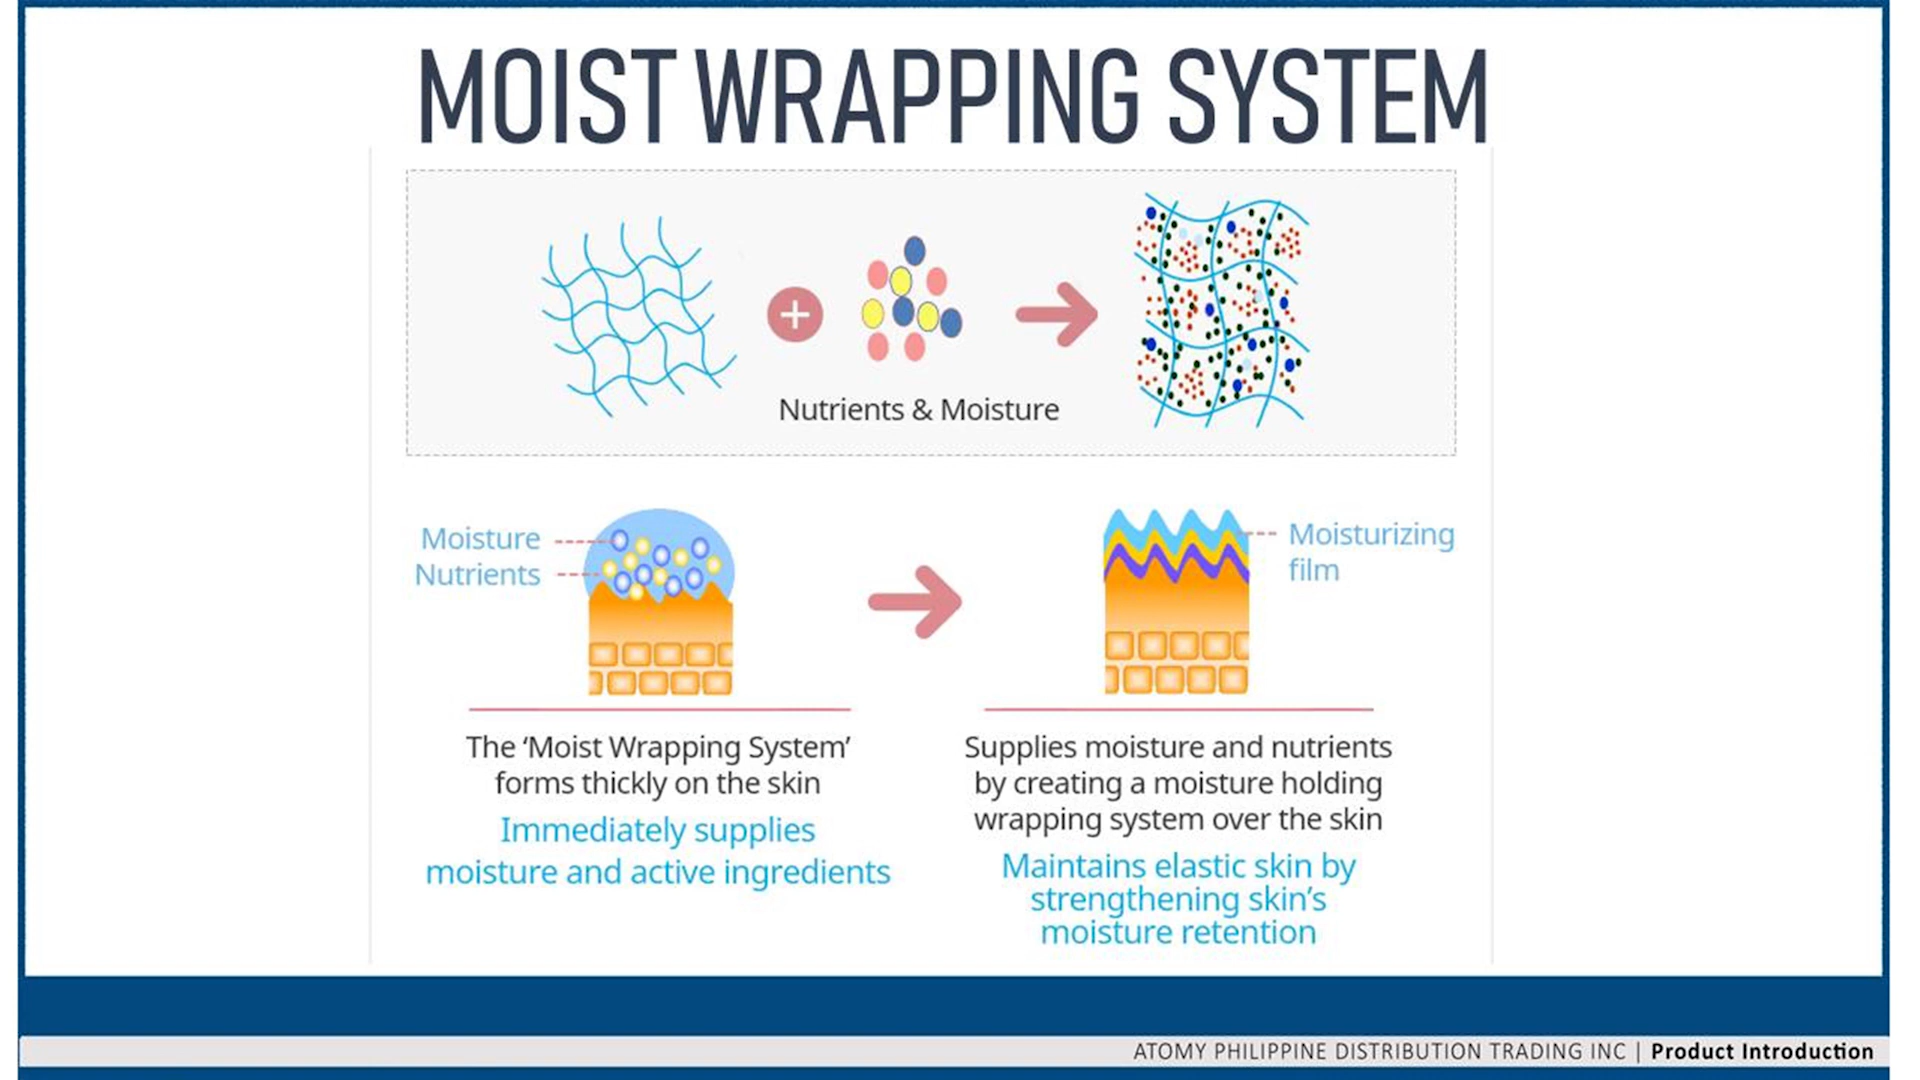 MOIST WRAPPING SYSTEM
Nutrients & Moisture
Moisture
Nutrients
Moisturizing
film
The ‘Moist Wrapping System’
forms thickly on the skin
Immediately supplies
moisture and active ingredients
Supplies moisture and nutrients
by creating a moisture holding
wrapping system over the skin
Maintains elastic skin by
strengthening skin’s
moisture retention
ATOMY PHILIPPINE DISTRIBUTION TRADING INC | Product Introduction